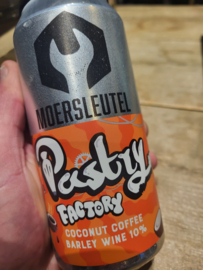 MOERSLEUTEL
Pastry
FACTORY
COCONUT COFFEE
BARLEY WINE 10%